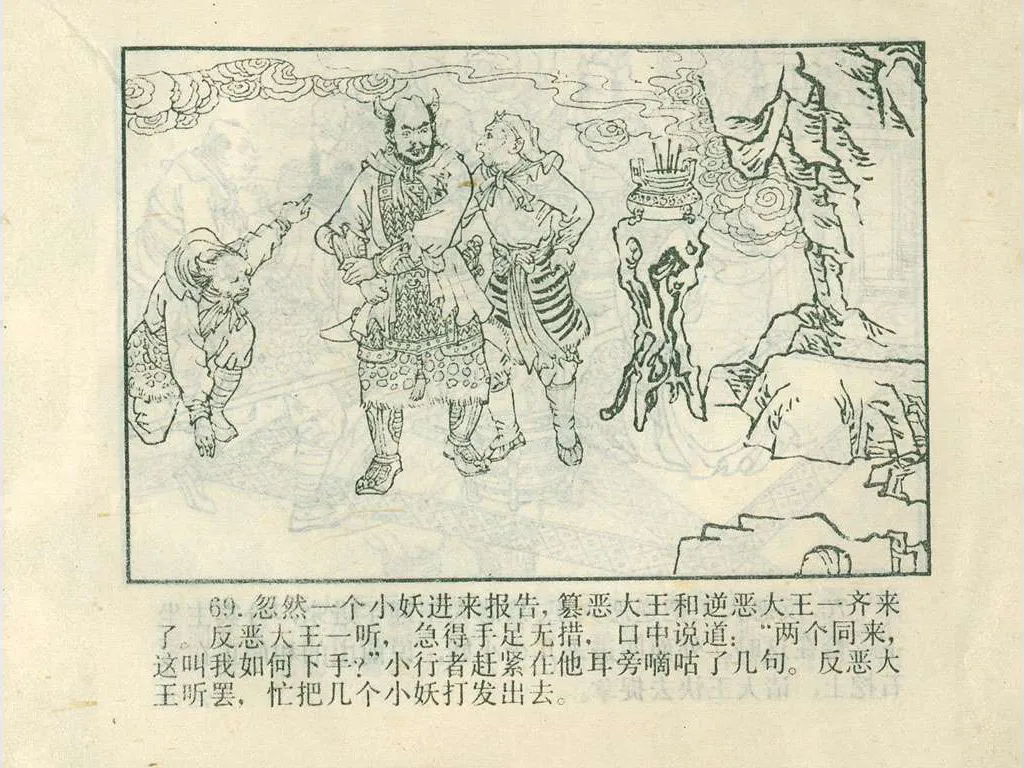 69. 忽然一个小妖进来报告，篡恶大王和逆恶大王一齐来
了。反恶大王一听，急得手足无措，口中说道：“两个同来，
这叫我如何下手？”小行者赶紧在他耳旁嘀咕了几句。反恶大
王听罢，忙把几个小妖打发出去。